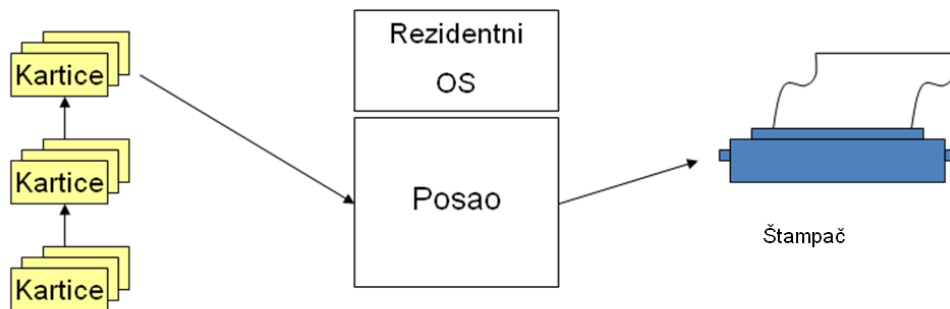 Kartice
Kartice
Kartice
Rezidentni
OS
Posao
Štampač